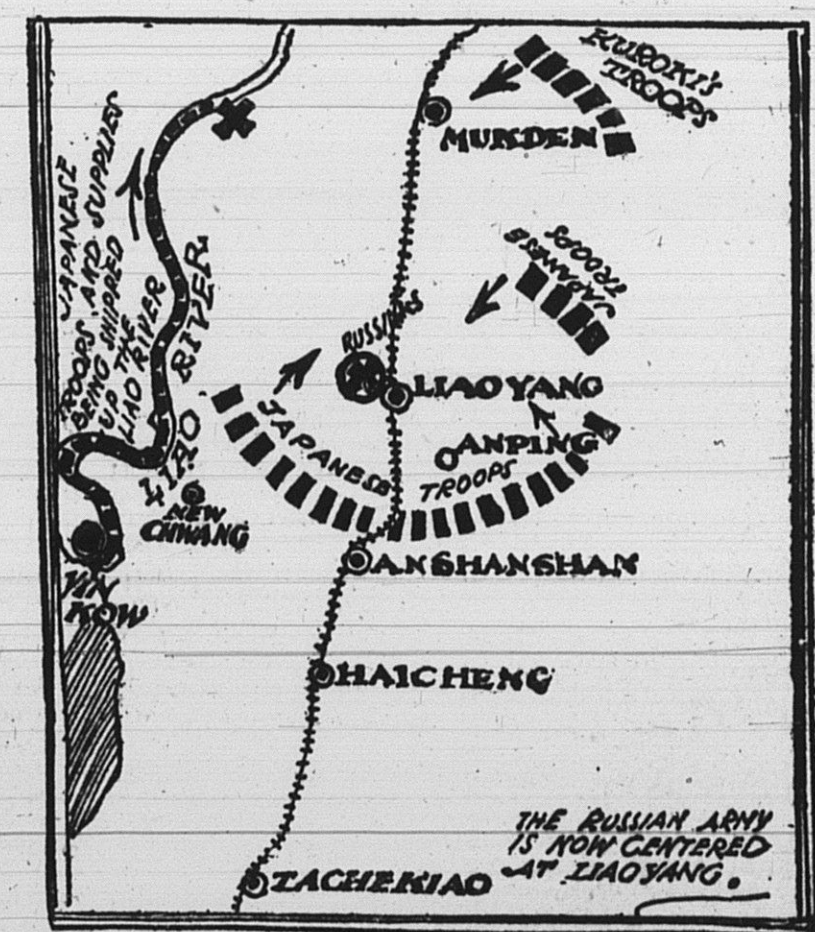 KUROKI'S
TROOPS
MUKDEN
JAPANESE
TROOPS AND SUPPLIES
BEING SHIPPED
UP THE
LIAO RIVER
LIAO RIVER
JAPANESE
TROOPS
RUSSIANS
LIAOYANG
ANPING
JAPANESE TROOPS
NEW
CHWANG
YIN
KOW
ANSHANSHAN
HAICHENG
TACHEKIAO
THE RUSSIAN ARMY
IS NOW CENTERED
AT LIAOYANG.